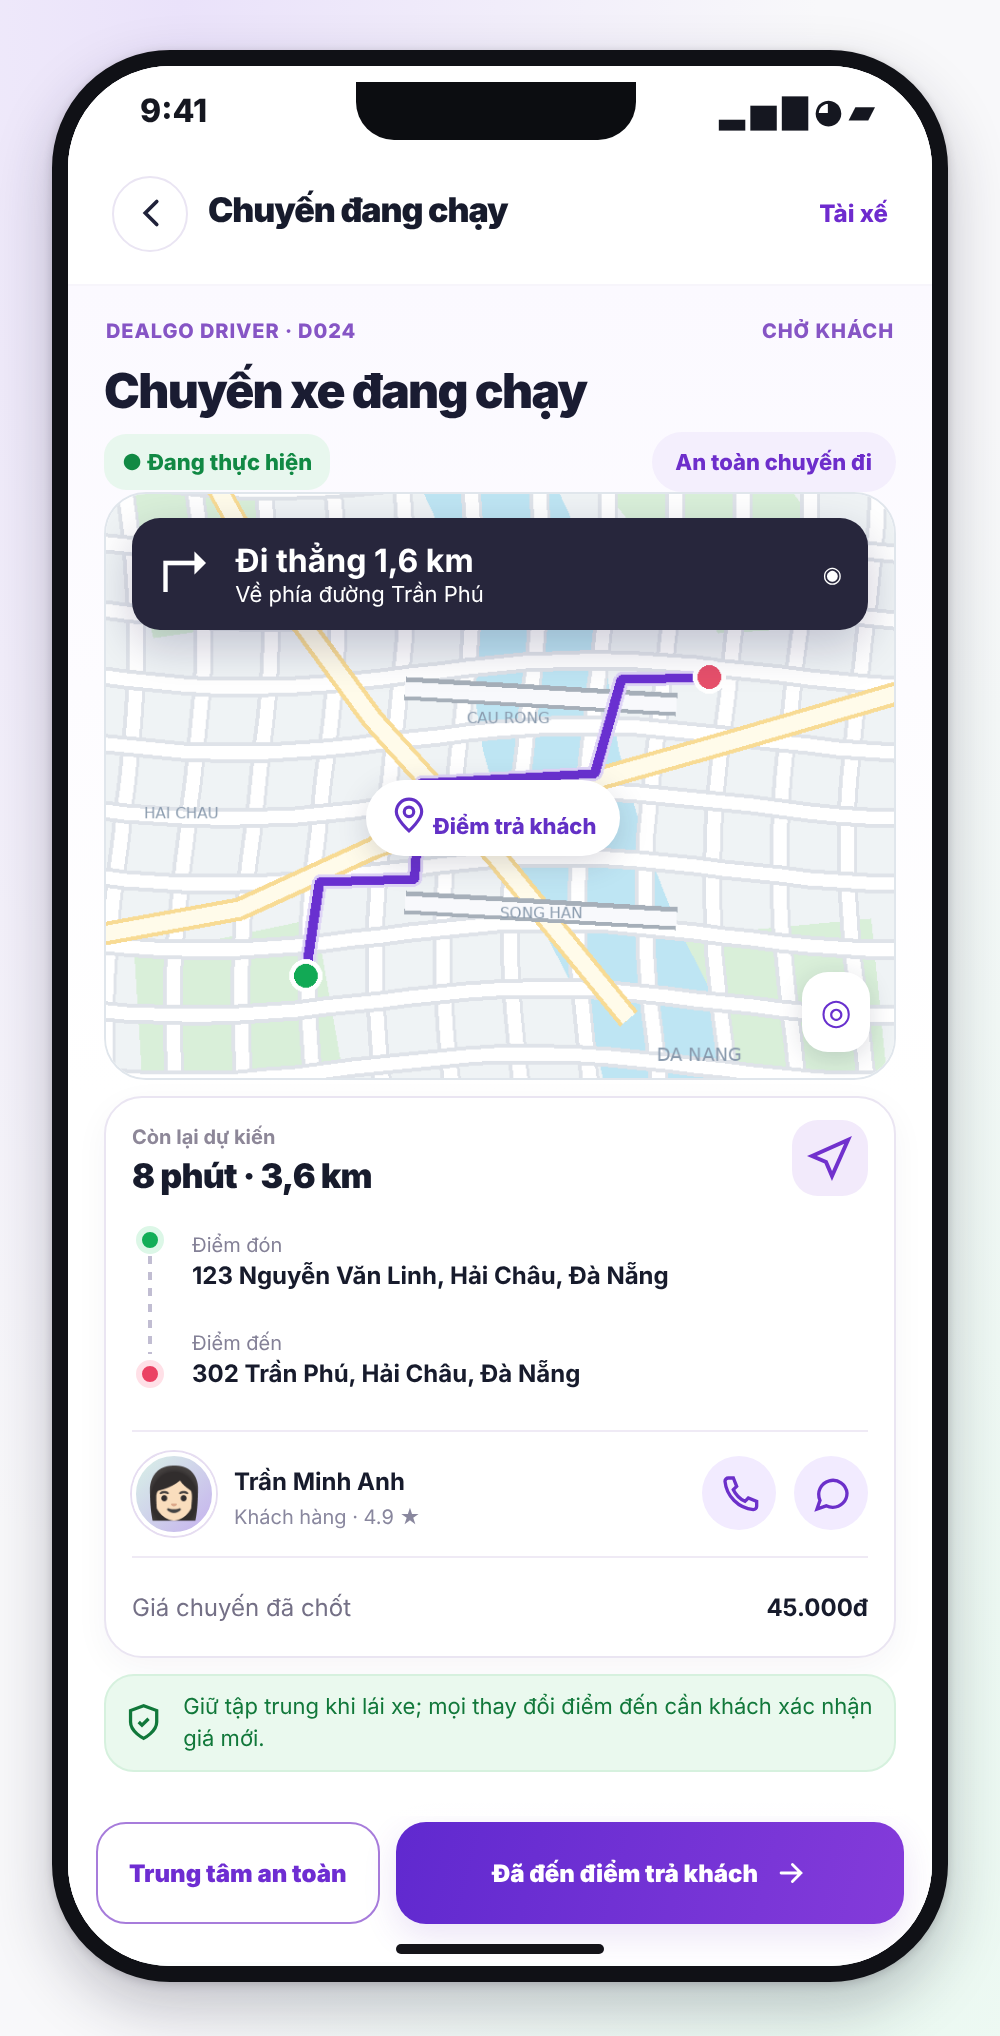 9:41
Chuyến đang chạy
Tài xế
DEALGO DRIVER · D024
CHỞ KHÁCH
Chuyến xe đang chạy
Đang thực hiện
An toàn chuyến đi
Đi thẳng 1,6 km
Về phía đường Trần Phú
CAU RONG
HAI CHAU
Điểm trả khách
SONG HAN
DA NANG
Còn lại dự kiến
8 phút · 3,6 km
Điểm đón
123 Nguyễn Văn Linh, Hải Châu, Đà Nẵng
Điểm đến
302 Trần Phú, Hải Châu, Đà Nẵng
Trần Minh Anh
Khách hàng · 4.9 ★
Giá chuyến đã chốt
45.000đ
Giữ tập trung khi lái xe; mọi thay đổi điểm đến cần khách xác nhận
giá mới.
Trung tâm an toàn
Đã đến điểm trả khách →